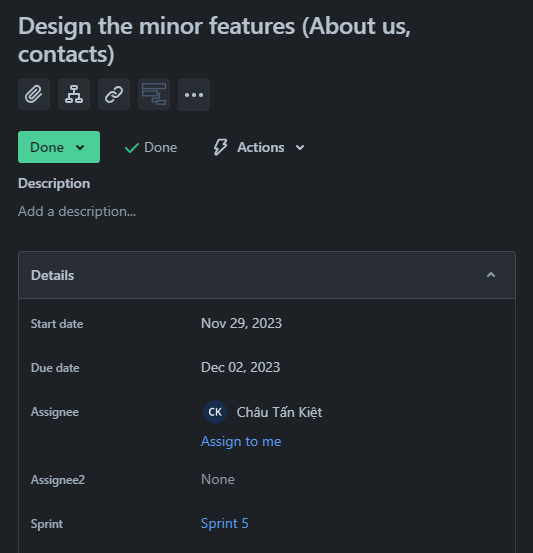 Design the minor features (About us,
contacts)
Done
Done
Actions
Description
Add a description...
Details
Start date
Nov 29, 2023
Due date
Dec 02, 2023
Assignee
CK
Châu Tấn Kiệt
Assign to me
Assignee2
None
Sprint
Sprint 5